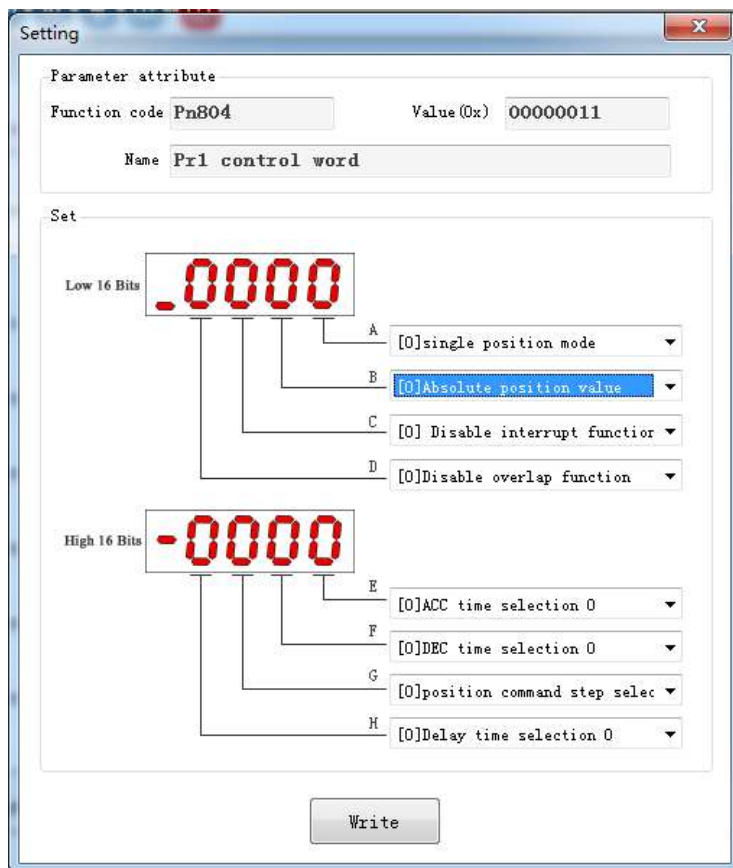 Setting
Parameter attribute
Function code Pn804 Value(0x) 00000011
Name Pr1 control word
Set
Low 16 Bits _0000
A [0]single position mode
B [0]Absolute position value
C [0] Disable interrupt function
D [0]Disable overlap function
High 16 Bits -0000
E [0]ACC time selection 0
F [0]DEC time selection 0
G [0]position command step selec
H [0]Delay time selection 0
Write